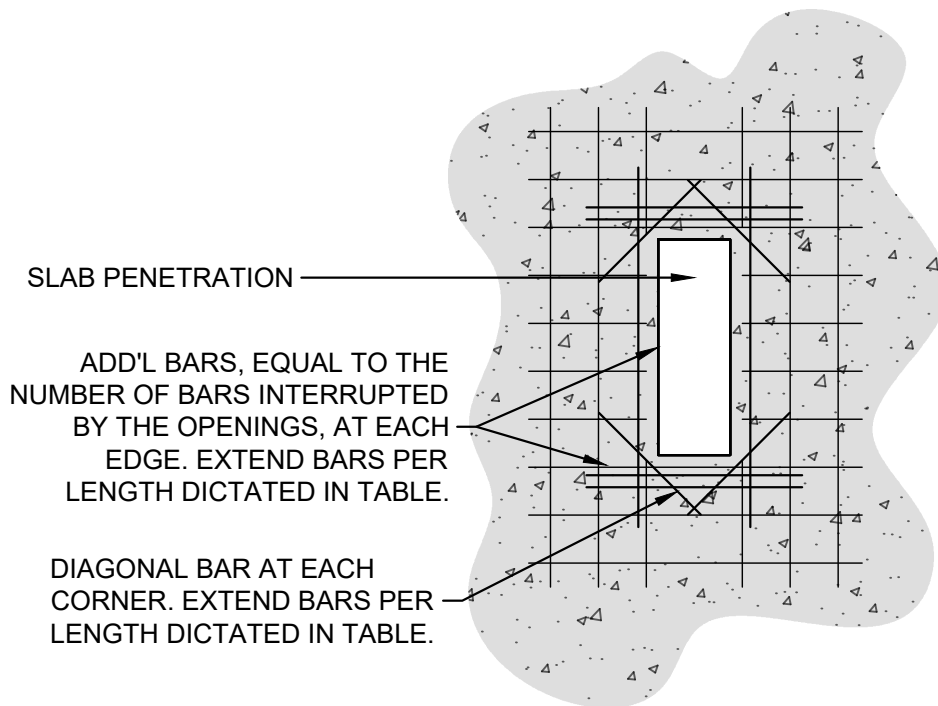 SLAB PENETRATION
ADD'L BARS, EQUAL TO THE
NUMBER OF BARS INTERRUPTED
BY THE OPENINGS, AT EACH
EDGE. EXTEND BARS PER
LENGTH DICTATED IN TABLE.
DIAGONAL BAR AT EACH
CORNER. EXTEND BARS PER
LENGTH DICTATED IN TABLE.